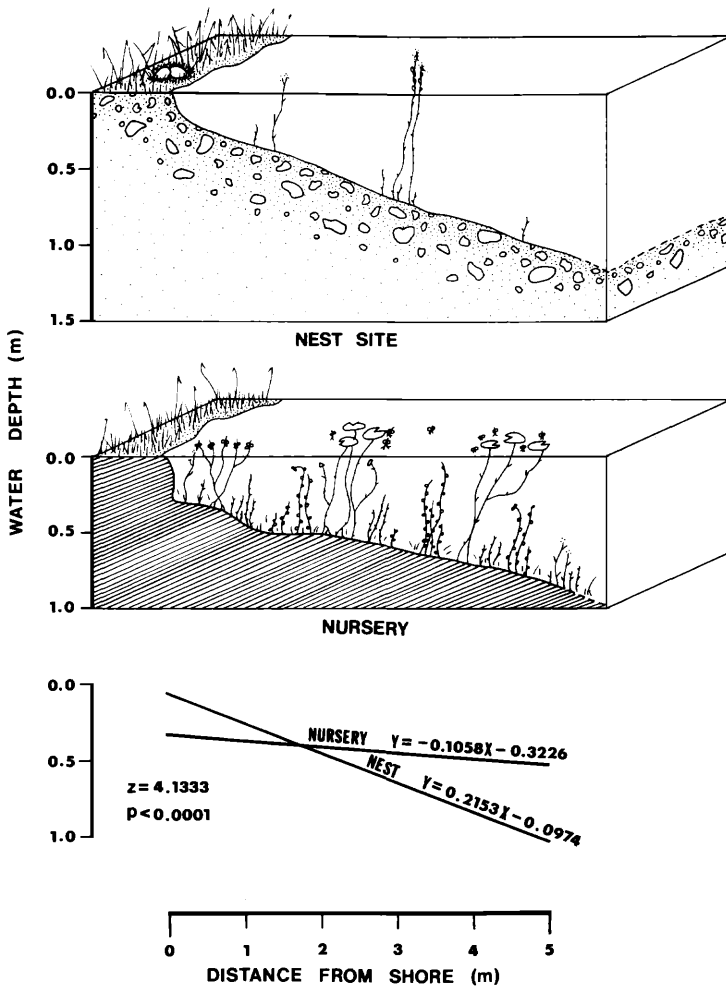 0.0
0.5
1.0
1.5
NEST SITE
WATER DEPTH (m)
0.0
0.5
1.0
NURSERY
0.0
0.5
1.0
NURSERY Y=-0.1058X-0.3226
NEST Y=0.2153X-0.0974
z=4.1333
p<0.0001
0 1 2 3 4 5
DISTANCE FROM SHORE (m)